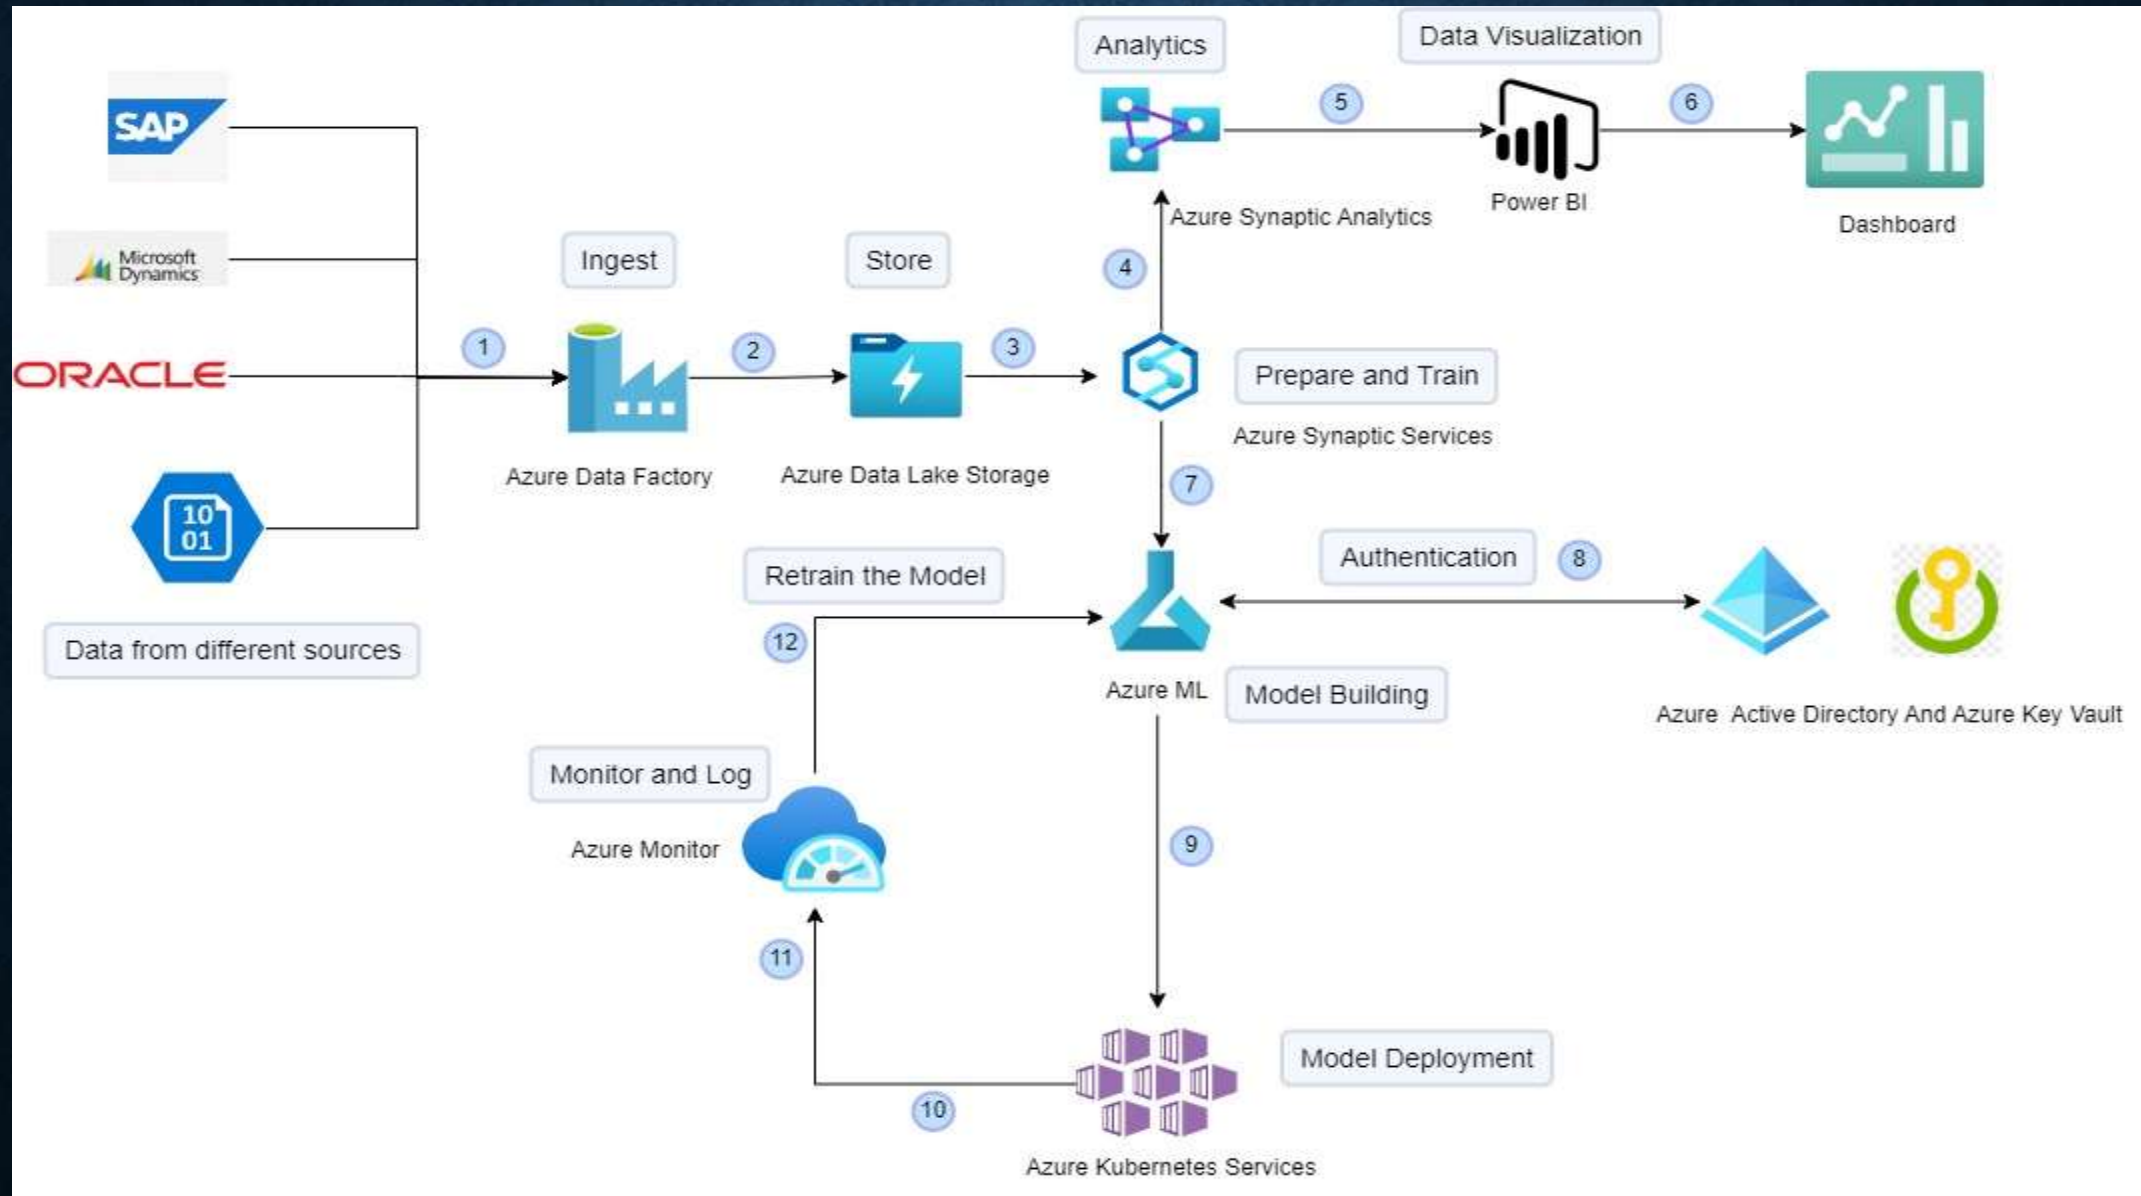 SAP
Microsoft
Dynamics
ORACLE
10
01
Data from different sources
1
Ingest
Azure Data Factory
2
Store
Azure Data Lake Storage
3
Prepare and Train
Azure Synaptic Services
4
Analytics
Azure Synaptic Analytics
5
Data Visualization
Power BI
6
Dashboard
7
Azure ML
Model Building
Authentication
8
Azure Active Directory And Azure Key Vault
9
Model Deployment
Azure Kubernetes Services
10
11
Monitor and Log
Azure Monitor
12
Retrain the Model